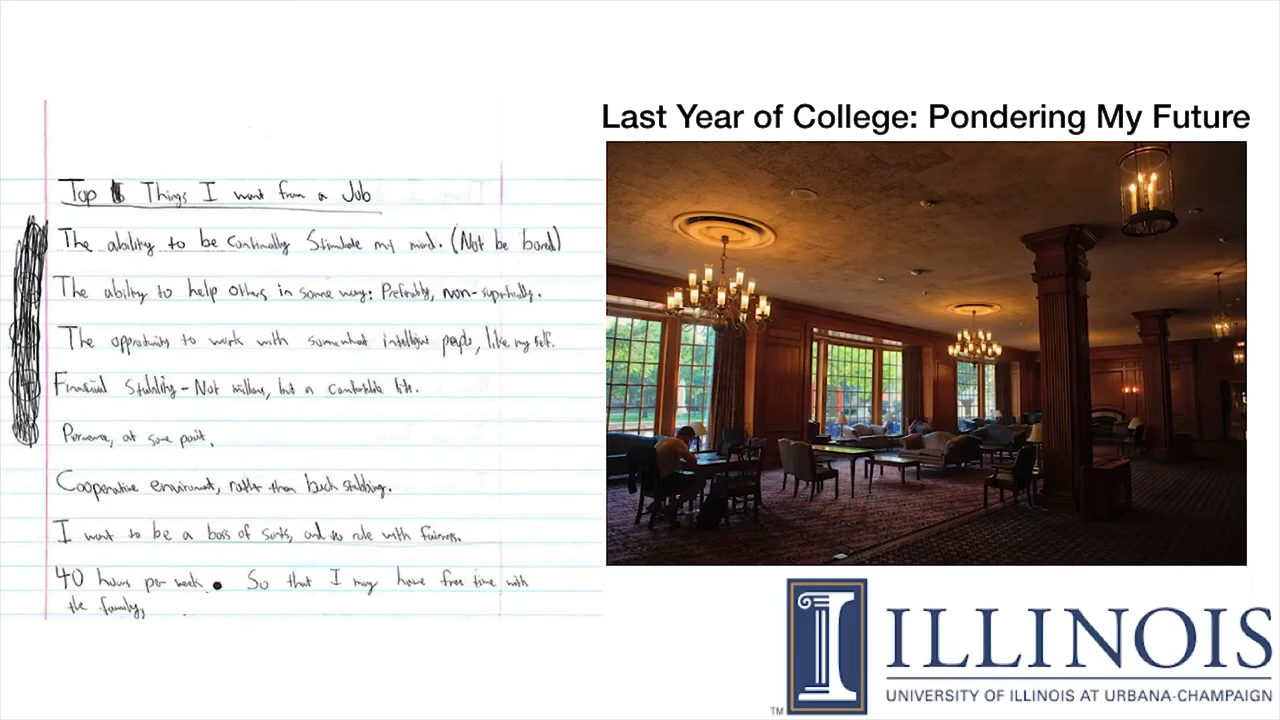 Last Year of College: Pondering My Future
Top Things I want from a Job
The ability to be continually stimulate my mind. (Not be bored)
The ability to help others in some way: Preferably, non-superficially.
The opportunity to work with somewhat intelligent people, like my self.
Financial Stability - Not millions, but a comfortable life.
at some point.
Cooperative enviroment, rather than back stabbing.
I want to be a boss of sorts, and to rule with fairness.
40 hours per week. So that I may have free time with
the family,
I ILLINOIS
TM UNIVERSITY OF ILLINOIS AT URBANA-CHAMPAIGN